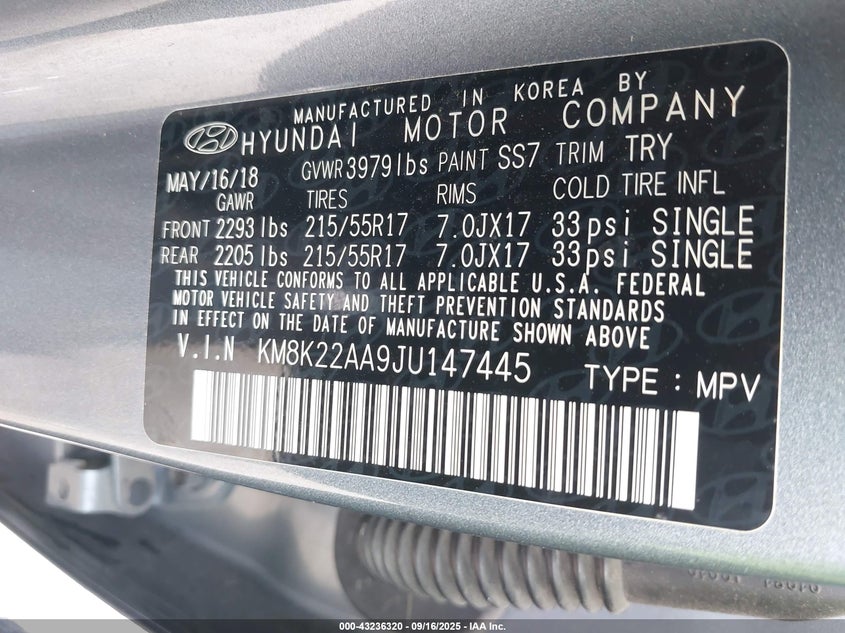 MANUFACTURED IN KOREA BY
HYUNDAI MOTOR COMPANY
MAY/16/18 GVWR 3979 lbs PAINT SS7 TRIM TRY
GAWR TIRES RIMS COLD TIRE INFL
FRONT 2293 lbs 215/55R17 7.0JX17 33psi SINGLE
REAR 2205 lbs 215/55R17 7.0JX17 33psi SINGLE
THIS VEHICLE CONFORMS TO ALL APPLICABLE U.S.A. FEDERAL
MOTOR VEHICLE SAFETY AND THEFT PREVENTION STANDARDS
IN EFFECT ON THE DATE OF MANUFACTURE SHOWN ABOVE
V.I.N KM8K22AA9JU147445 TYPE : MPV
000-43236320 - 09/16/2025 - IAA Inc.